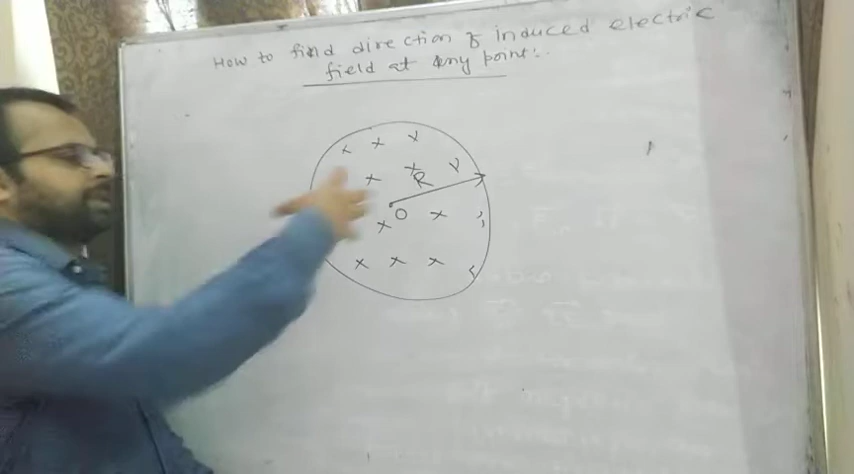 How to find direction of induced electric
field at any point:-
R
O